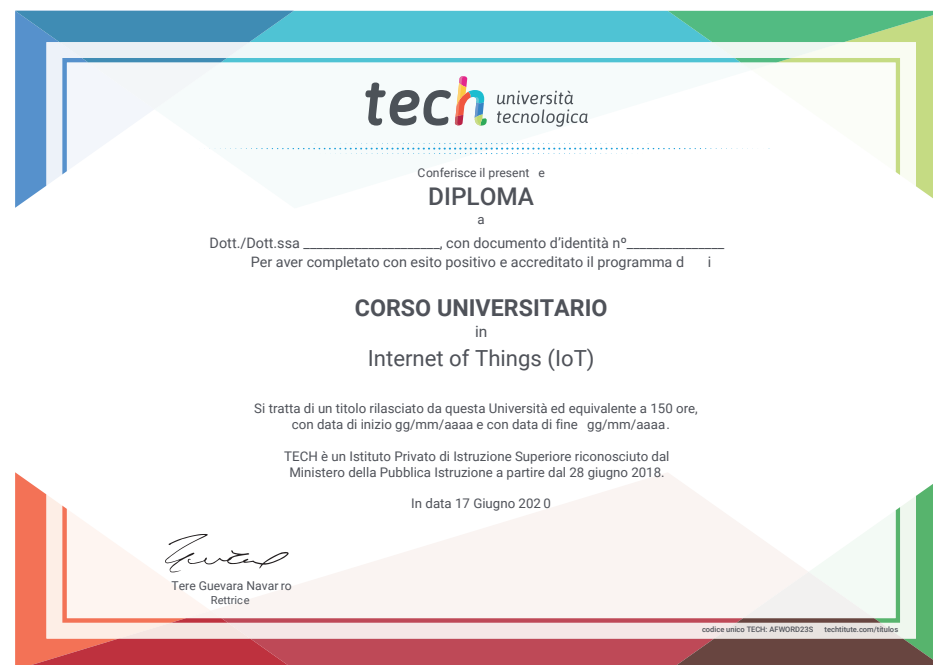 tech università
tecnologica
Conferisce il present e
DIPLOMA
a
Dott./Dott.ssa _____________________, con documento d'identità nº_______________
Per aver completato con esito positivo e accreditato il programma d i
CORSO UNIVERSITARIO
in
Internet of Things (IoT)
Si tratta di un titolo rilasciato da questa Università ed equivalente a 150 ore,
con data di inizio gg/mm/aaaa e con data di fine gg/mm/aaaa.
TECH è un Istituto Privato di Istruzione Superiore riconosciuto dal
Ministero della Pubblica Istruzione a partire dal 28 giugno 2018.
In data 17 Giugno 202 0
Tere Guevara Navar ro
Rettrice
codice unico TECH: AFWORD23S techtitute.com/titulos